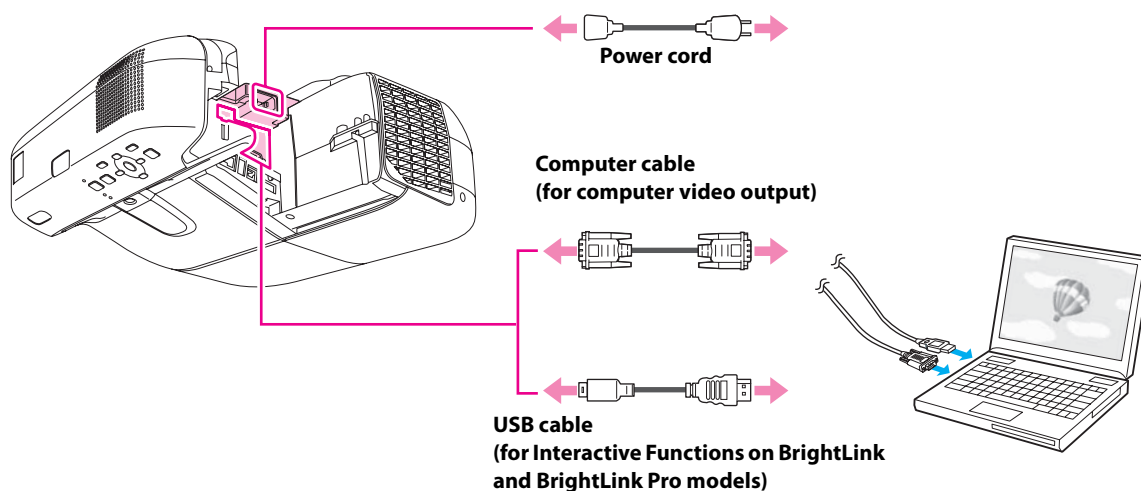 Power cord
Computer cable
(for computer video output)
USB cable
(for Interactive Functions on BrightLink
and BrightLink Pro models)